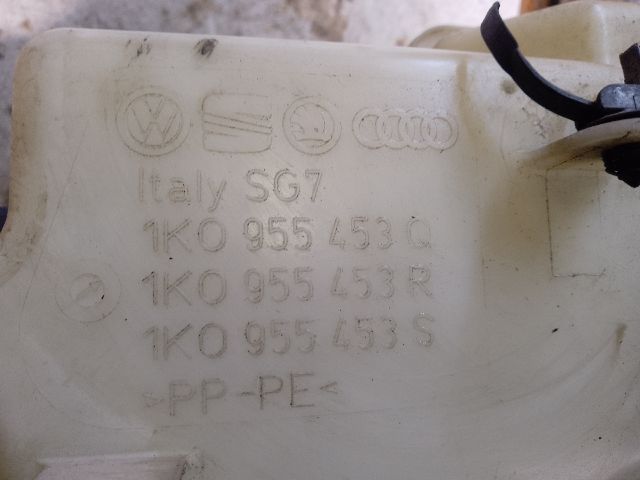 Italy SG7
1K0 955 453 Q
1K0 955 453 R
1K0 955 453 S
>PP-PE<